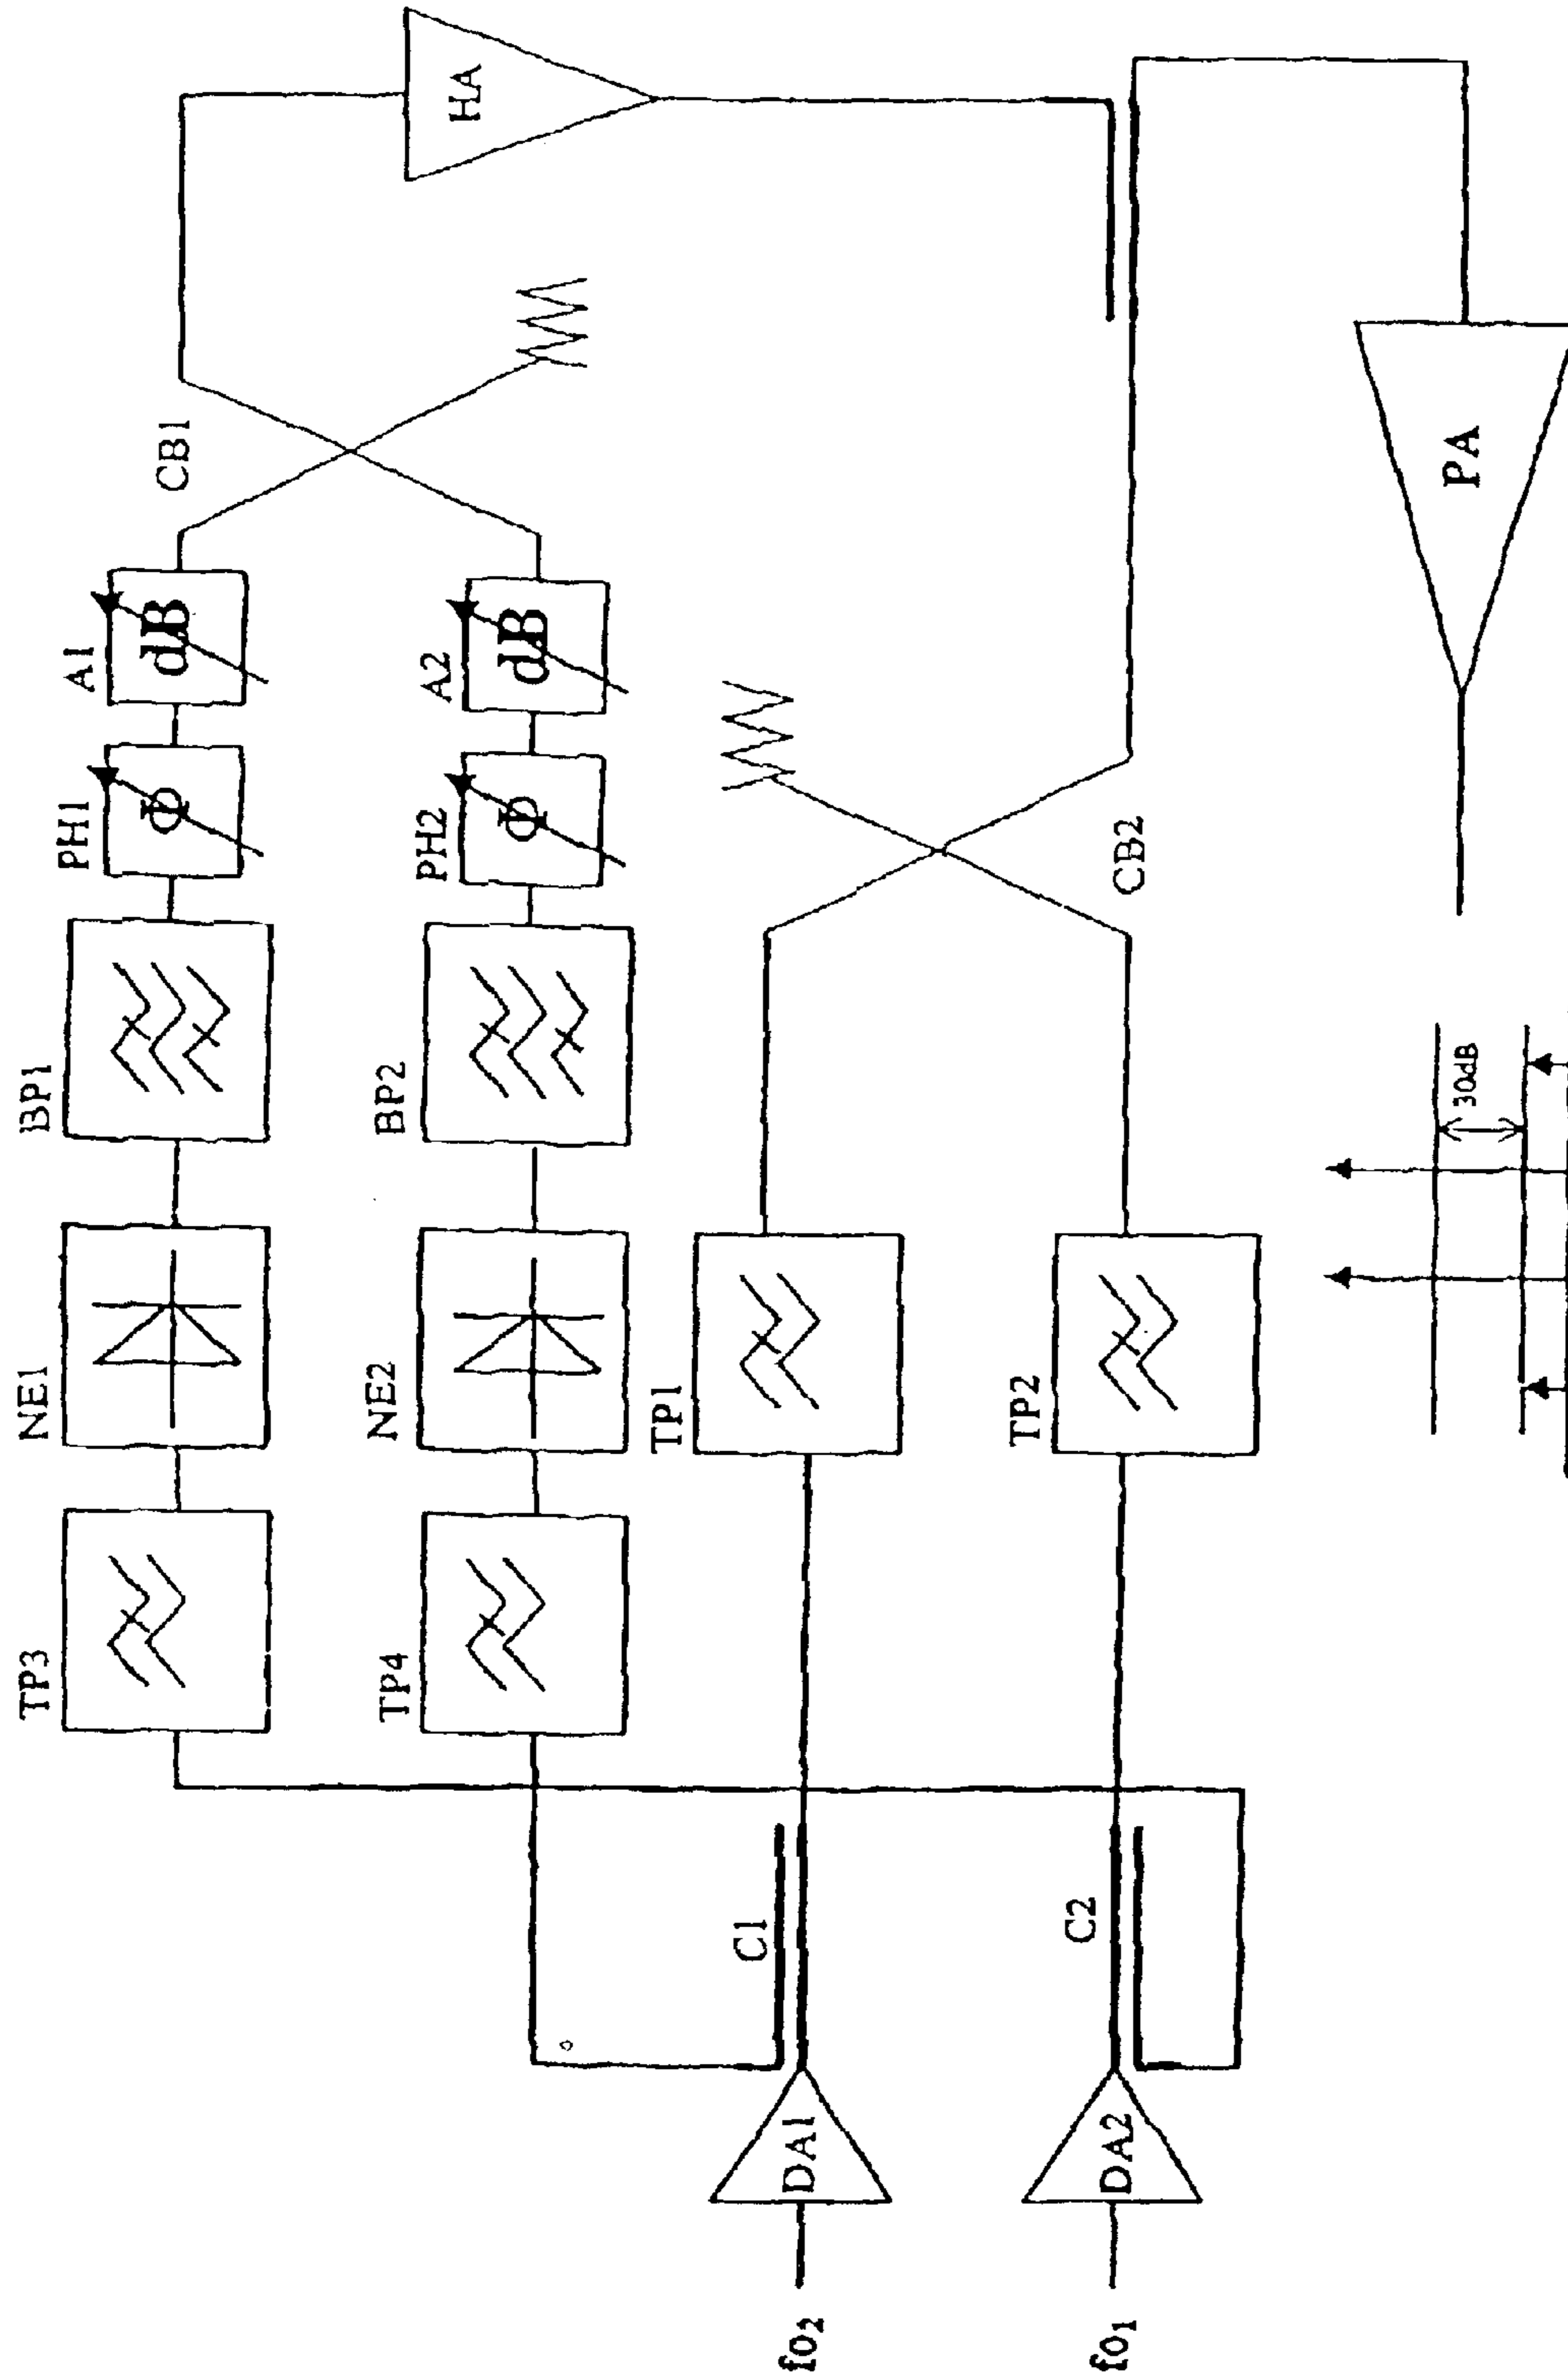 TP3
NE1
BP1
PH1
Φ
A1
dB
CB1
HA
TP4
NE2
BP2
PH2
Φ
A2
dB
fo2
DA1
C1
TP1
fo1
DA2
C2
TP2
CB2
PA
30dB